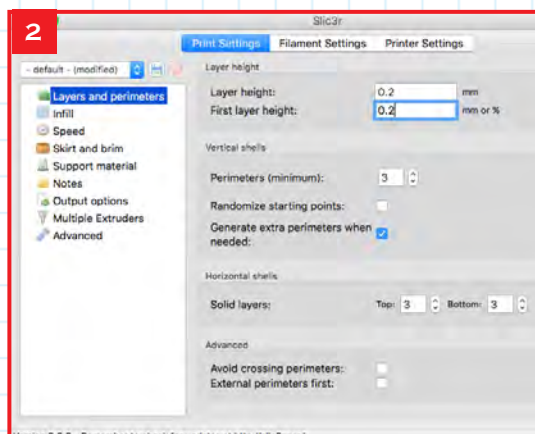 2
Slic3r
Print Settings Filament Settings Printer Settings
- default - (modified)
Layers and perimeters
Infill
Speed
Skirt and brim
Support material
Notes
Output options
Multiple Extruders
Advanced
Layer height
Layer height: 0.2 mm
First layer height: 0.2 mm or %
Vertical shells
Perimeters (minimum): 3
Randomize starting points:
Generate extra perimeters when
needed:
Horizontal shells
Solid layers: Top: 3 Bottom: 3
Advanced
Avoid crossing perimeters:
External perimeters first: